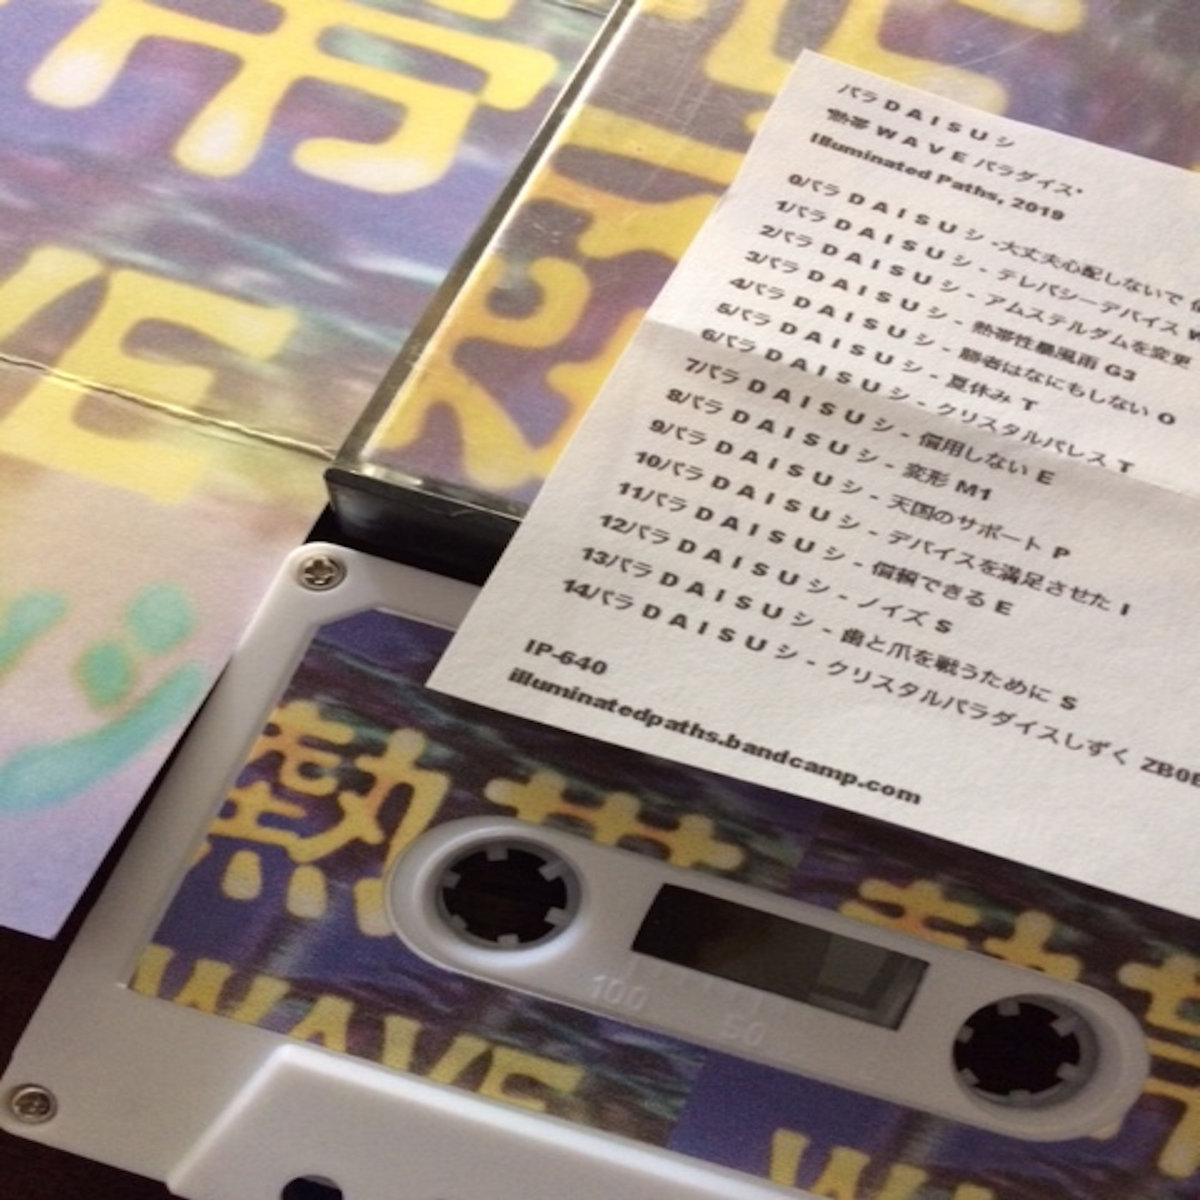 パラ D A I S U シ
熱帯 W A V E パラダイス'
Illuminated Paths, 2019
0/パラ D A I S U シ -大丈夫心配しないで
1/パラ D A I S U シ - テレパシーデバイス W
2/パラ D A I S U シ - アムステルダムを変更
3/パラ D A I S U シ - 熱帯性暴風雨 G3
4/パラ D A I S U シ - 勝者はなにもしない O
5/パラ D A I S U シ - 夏休み T
6/パラ D A I S U シ - クリスタルパレス T
7/パラ D A I S U シ - 信用しない E
8/パラ D A I S U シ - 変形 M1
9/パラ D A I S U シ - 天国のサポート P
10/パラ D A I S U シ - デバイスを満足させた I
11/パラ D A I S U シ - 信頼できる E
12/パラ D A I S U シ - ノイズ S
13/パラ D A I S U シ - 歯と爪を戦うために S
14/パラ D A I S U シ - クリスタルパラダイスしずく
IP-640
illuminatedpaths.bandcamp.com
熱帯
WAVE
100 50